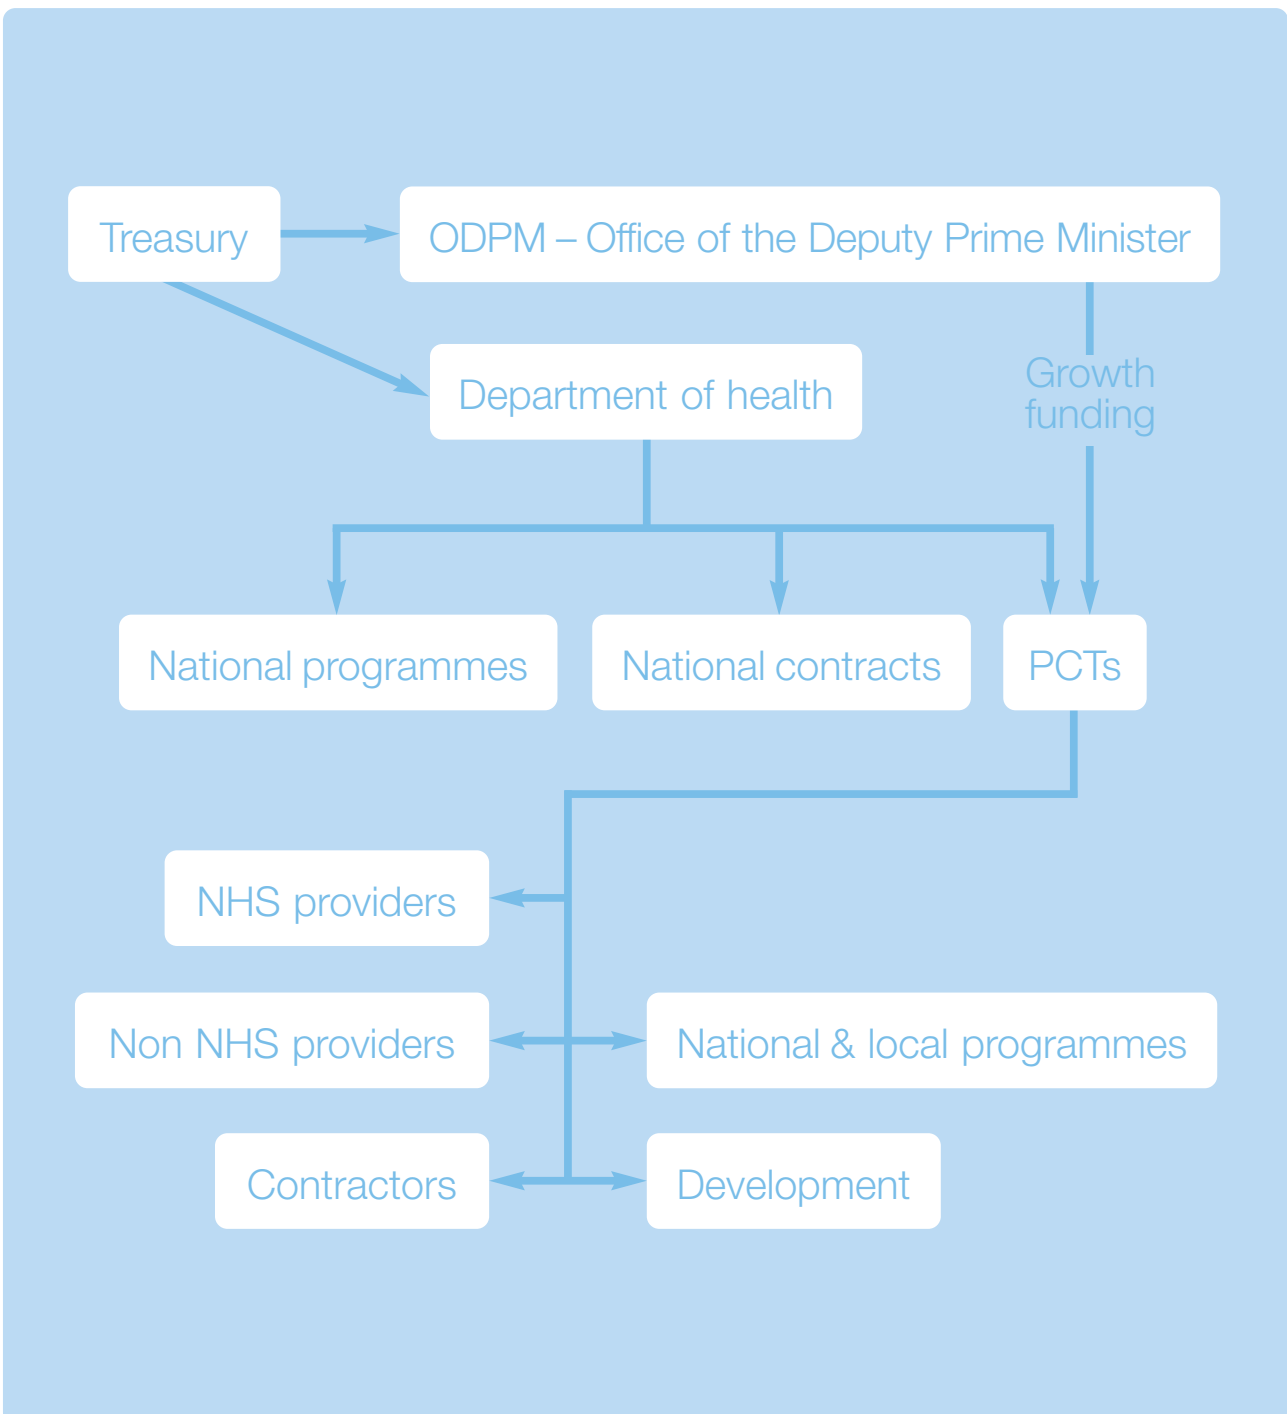 Treasury
ODPM – Office of the Deputy Prime Minister
Department of health
Growth
funding
National programmes
National contracts
PCTs
NHS providers
Non NHS providers
National & local programmes
Contractors
Development